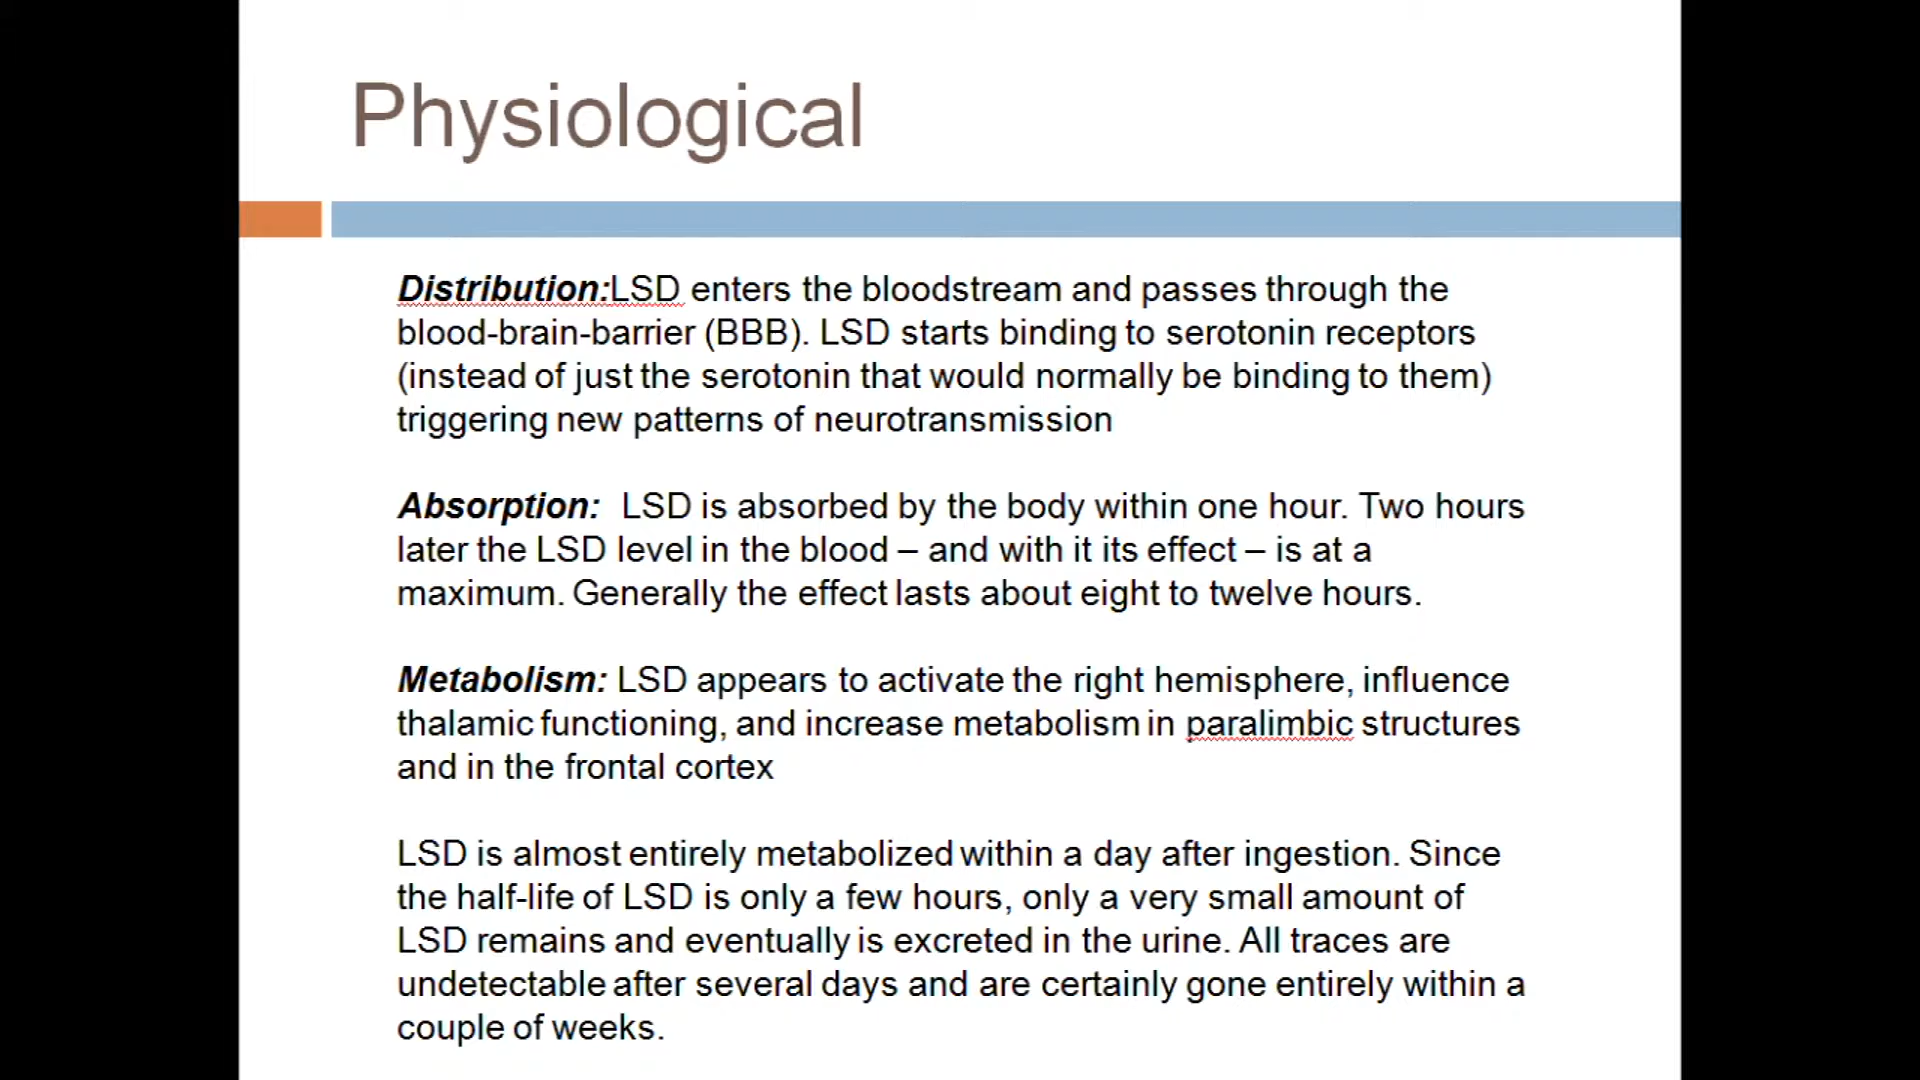 Physiological
Distribution:LSD enters the bloodstream and passes through the
blood-brain-barrier (BBB). LSD starts binding to serotonin receptors
(instead of just the serotonin that would normally be binding to them)
triggering new patterns of neurotransmission
Absorption: LSD is absorbed by the body within one hour. Two hours
later the LSD level in the blood – and with it its effect – is at a
maximum. Generally the effect lasts about eight to twelve hours.
Metabolism: LSD appears to activate the right hemisphere, influence
thalamic functioning, and increase metabolism in paralimbic structures
and in the frontal cortex
LSD is almost entirely metabolized within a day after ingestion. Since
the half-life of LSD is only a few hours, only a very small amount of
LSD remains and eventually is excreted in the urine. All traces are
undetectable after several days and are certainly gone entirely within a
couple of weeks.